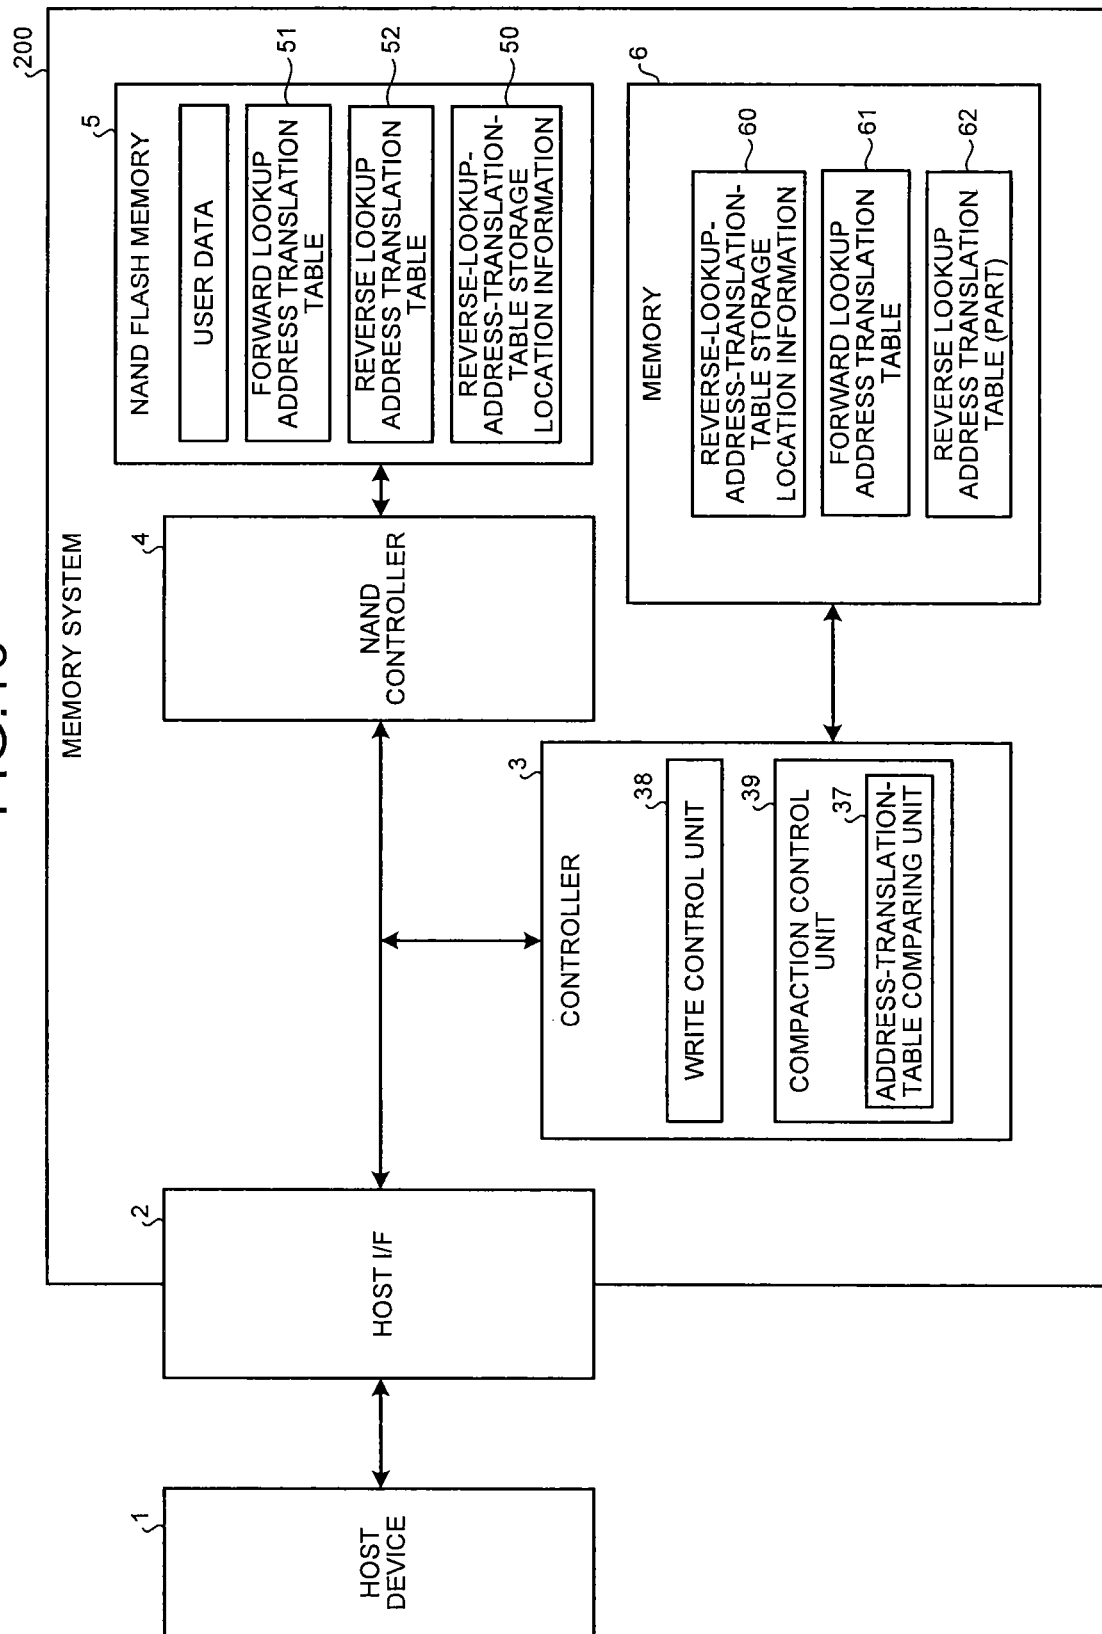 MEMORY SYSTEM
200
1
HOST
DEVICE
2
HOST I/F
4
NAND
CONTROLLER
5
NAND FLASH MEMORY
USER DATA
FORWARD LOOKUP
ADDRESS TRANSLATION
TABLE
51
REVERSE LOOKUP
ADDRESS TRANSLATION
TABLE
52
REVERSE-LOOKUP-
ADDRESS-TRANSLATION-
TABLE STORAGE
LOCATION INFORMATION
50
3
CONTROLLER
38
WRITE CONTROL UNIT
39
COMPACTION CONTROL
UNIT
37
ADDRESS-TRANSLATION-
TABLE COMPARING UNIT
6
MEMORY
REVERSE-LOOKUP-
ADDRESS-TRANSLATION-
TABLE STORAGE
LOCATION INFORMATION
60
FORWARD LOOKUP
ADDRESS TRANSLATION
TABLE
61
REVERSE LOOKUP
ADDRESS TRANSLATION
TABLE (PART)
62